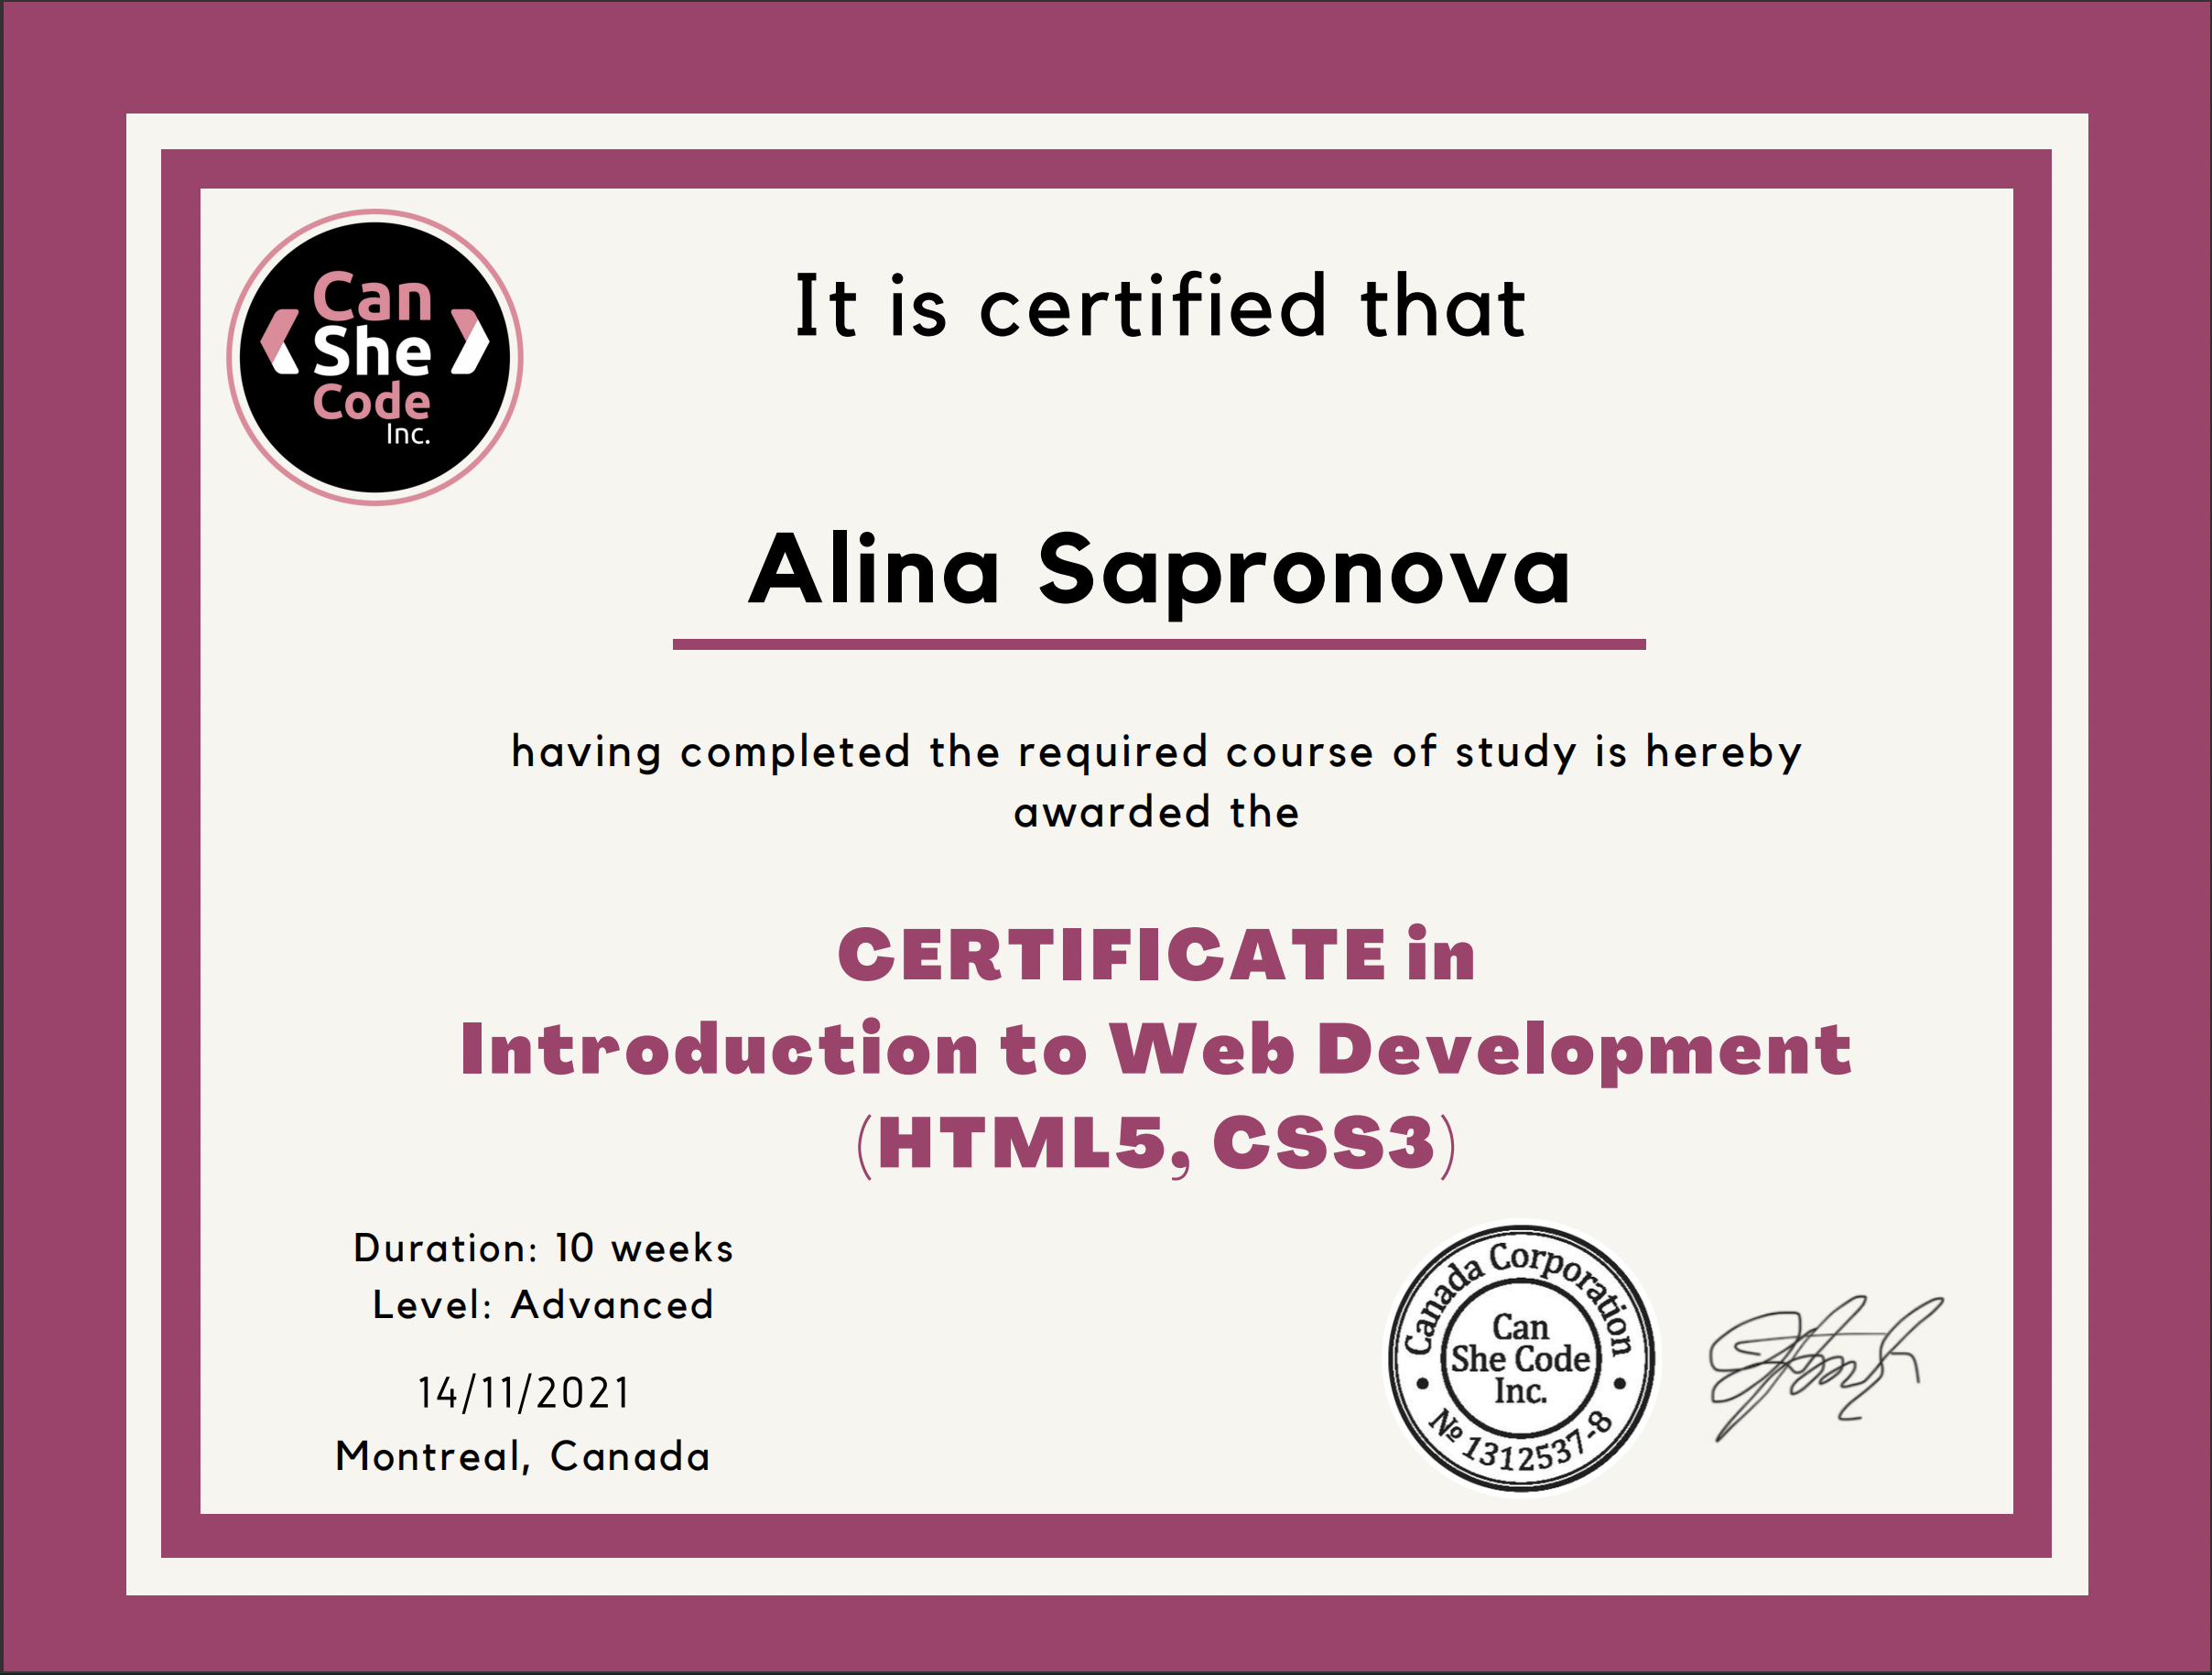 Can
She
Code
Inc.
It is certified that
Alina Sapronova
having completed the required course of study is hereby
awarded the
CERTIFICATE in
Introduction to Web Development
(HTML5, CSS3)
Duration: 10 weeks
Level: Advanced
14/11/2021
Montreal, Canada
Canada Corporation
Can
She Code
Inc.
№ 1312537-8